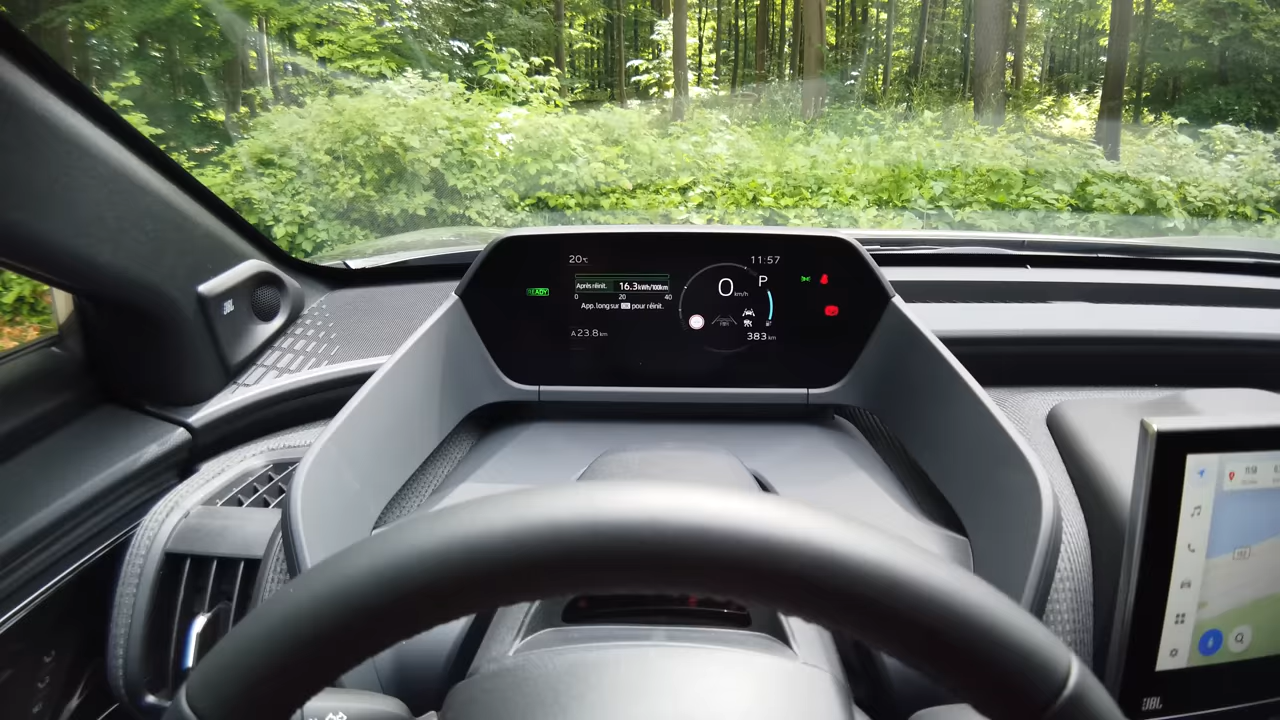 20°C
11:57
Après réinit.
16.3 kWh/100km
0 20 40
App. long sur OK pour réinit.
READY
0 km/h
P
A 23.8 km
383 km
JBL
JBL